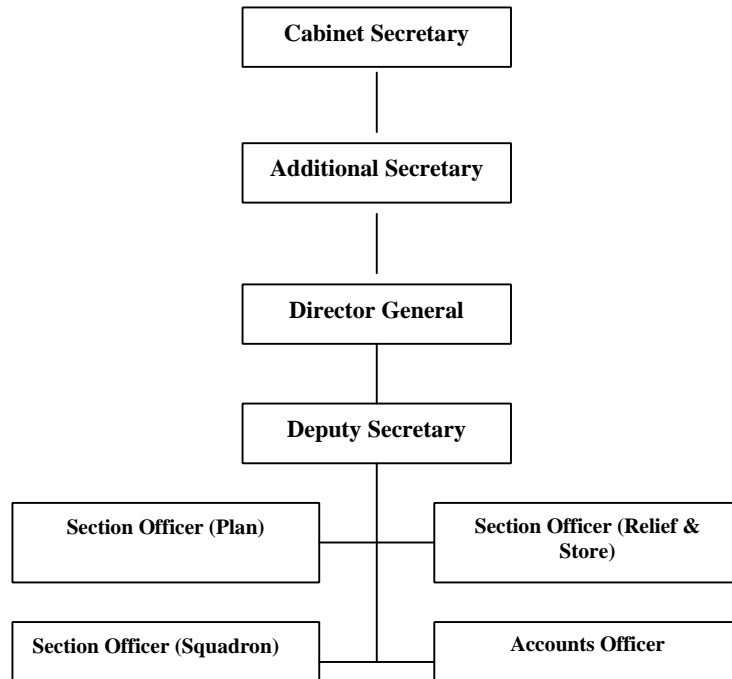 Cabinet Secretary
Additional Secretary
Director General
Deputy Secretary
Section Officer (Plan)
Section Officer (Relief &
Store)
Section Officer (Squadron)
Accounts Officer